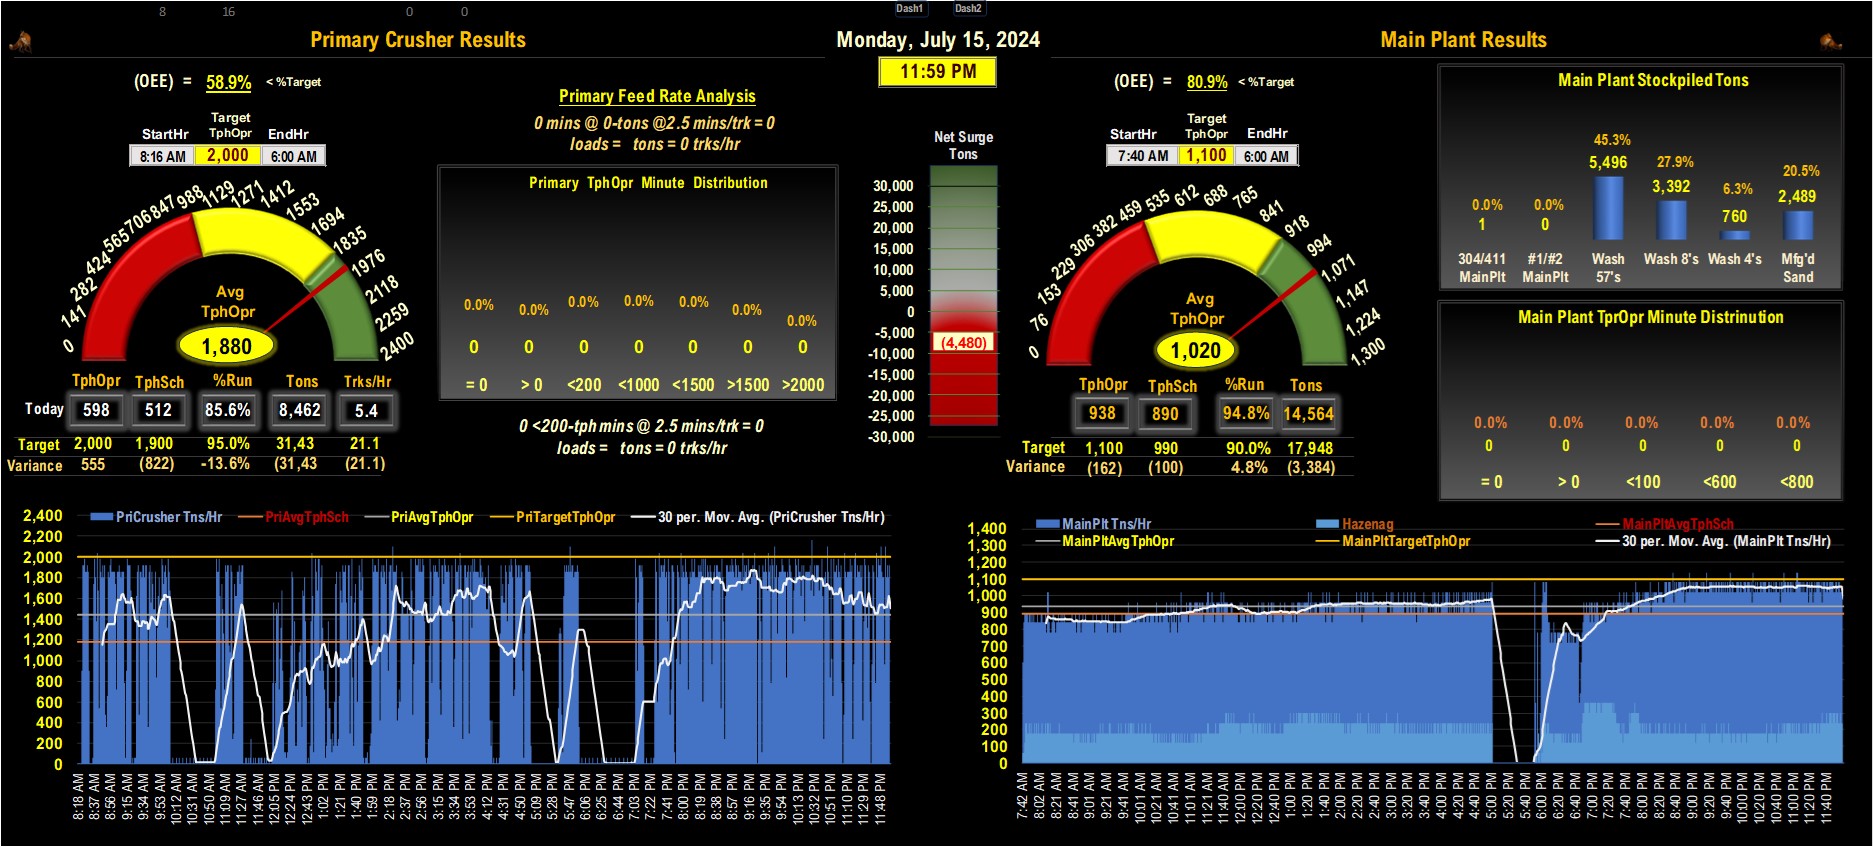 8 16 0 0 Dash1 Dash2
Primary Crusher Results
Monday, July 15, 2024
Main Plant Results
11:59 PM
(OEE) = 58.9% < %Target
StartHr Target TphOpr EndHr
8:16 AM 2,000 6:00 AM
0 141 282 424 565 706 847 988 1129 1271 1412 1553 1694 1835 1976 2118 2259 2400
Avg
TphOpr
1,880
TphOpr TphSch %Run Tons Trks/Hr
Today 598 512 85.6% 8,462 5.4
Target 2,000 1,900 95.0% 31,43 21.1
Variance 555 (822) -13.6% (31,43 (21.1)
Primary Feed Rate Analysis
0 mins @ 0-tons @2.5 mins/trk = 0
loads = tons = 0 trks/hr
Primary TphOpr Minute Distribution
0.0% 0.0% 0.0% 0.0% 0.0% 0.0% 0.0%
0 0 0 0 0 0 0
= 0 > 0 <200 <1000 <1500 >1500 >2000
0 <200-tph mins @ 2.5 mins/trk = 0
loads = tons = 0 trks/hr
Net Surge
Tons
30,000
25,000
20,000
15,000
10,000
5,000
0
-5,000
(4,480)
-10,000
-15,000
-20,000
-25,000
-30,000
(OEE) = 80.9% < %Target
StartHr Target TphOpr EndHr
7:40 AM 1,100 6:00 AM
0 76 153 229 306 382 459 535 612 688 765 841 918 994 1,071 1,147 1,224 1,300
Avg
TphOpr
1,020
TphOpr TphSch %Run Tons
938 890 94.8% 14,564
Target 1,100 990 90.0% 17,948
Variance (162) (100) 4.8% (3,384)
Main Plant Stockpiled Tons
0.0% 0.0% 45.3% 27.9% 6.3% 20.5%
1 0 5,496 3,392 760 2,489
304/411 #1/#2 Wash Wash 8's Wash 4's Mfg'd
MainPlt MainPlt 57's Sand
Main Plant TprOpr Minute Distrinution
0.0% 0.0% 0.0% 0.0% 0.0%
0 0 0 0 0
= 0 > 0 <100 <600 <800
PriCrusher Tns/Hr PriAvgTphSch PriAvgTphOpr PriTargetTphOpr 30 per. Mov. Avg. (PriCrusher Tns/Hr)
2,400
2,200
2,000
1,800
1,600
1,400
1,200
1,000
800
600
400
200
0
8:18 AM 8:37 AM 8:56 AM 9:15 AM 9:34 AM 9:53 AM 10:12 AM 10:31 AM 10:50 AM 11:09 AM 11:27 AM 11:46 AM 12:05 PM 12:24 PM 12:43 PM 1:02 PM 1:21 PM 1:40 PM 1:59 PM 2:18 PM 2:37 PM 2:56 PM 3:15 PM 3:34 PM 3:53 PM 4:12 PM 4:31 PM 4:50 PM 5:09 PM 5:28 PM 5:47 PM 6:06 PM 6:25 PM 6:44 PM 7:03 PM 7:22 PM 7:41 PM 8:00 PM 8:19 PM 8:38 PM 8:57 PM 9:16 PM 9:35 PM 9:54 PM 10:13 PM 10:32 PM 10:51 PM 11:10 PM 11:29 PM 11:48 PM
MainPlt Tns/Hr Hazenag MainPltAvgTphSch
MainPltAvgTphOpr MainPltTargetTphOpr 30 per. Mov. Avg. (MainPlt Tns/Hr)
1,400
1,300
1,200
1,100
1,000
900
800
700
600
500
400
300
200
100
0
7:42 AM 8:02 AM 8:21 AM 8:41 AM 9:01 AM 9:21 AM 9:41 AM 10:01 AM 10:21 AM 10:41 AM 11:01 AM 11:21 AM 11:40 AM 12:00 PM 12:20 PM 12:40 PM 1:00 PM 1:20 PM 1:40 PM 2:00 PM 2:20 PM 2:40 PM 3:00 PM 3:20 PM 3:40 PM 4:00 PM 4:20 PM 4:40 PM 5:00 PM 5:20 PM 5:40 PM 6:00 PM 6:20 PM 6:40 PM 7:00 PM 7:20 PM 7:40 PM 8:00 PM 8:20 PM 8:40 PM 9:00 PM 9:20 PM 9:40 PM 10:00 PM 10:20 PM 10:40 PM 11:00 PM 11:20 PM 11:40 PM